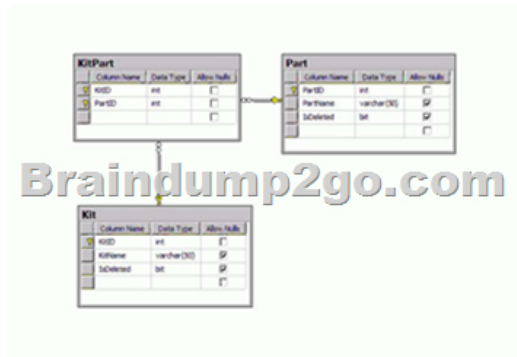 KitPart
Column Name Data Type Allow Nulls
KitID int
PartID int
Part
Column Name Data Type Allow Nulls
PartID int
PartName varchar(50)
IsDeleted bit
Braindump2go.com
Kit
Column Name Data Type Allow Nulls
KitID int
KitName varchar(50)
IsDeleted bit